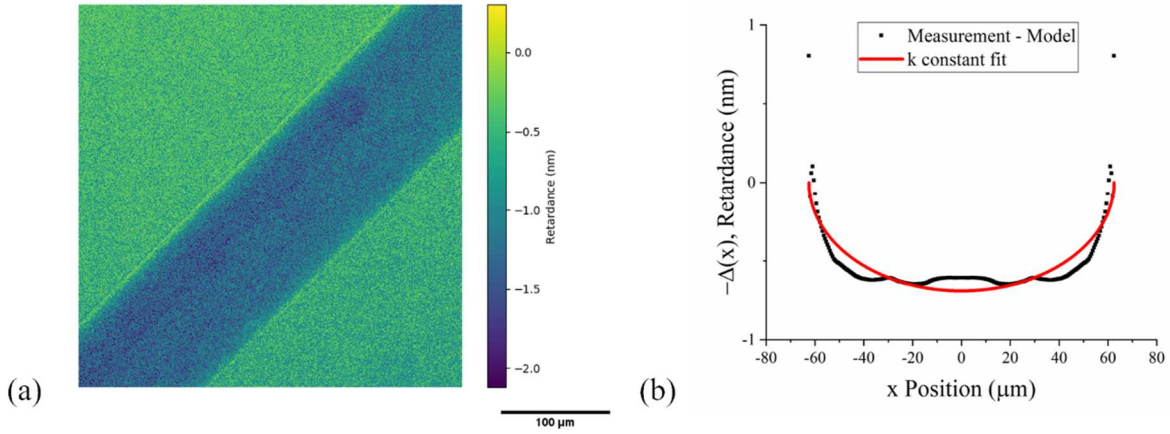 (a)
0.0
−0.5
−1.0
−1.5
−2.0
Retardance (nm)
100 μm
(b)
Measurement - Model
k constant fit
1
0
-1
−Δ(x), Retardance (nm)
-80 -60 -40 -20 0 20 40 60 80
x Position (μm)